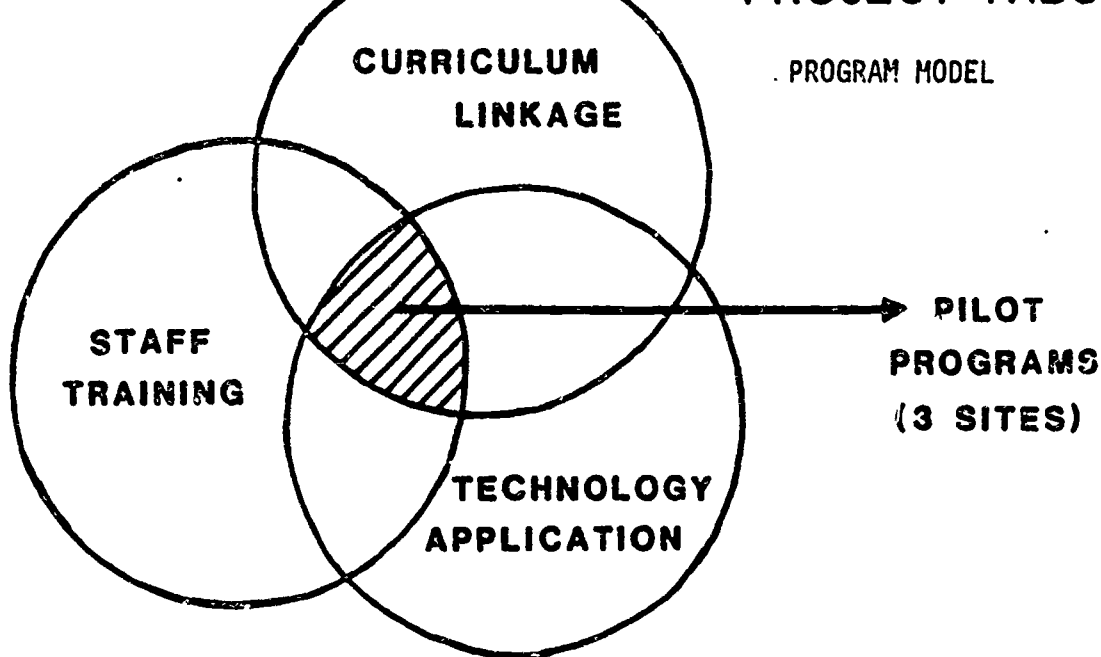 CURRICULUM
LINKAGE
PROGRAM MODEL
STAFF
TRAINING
PILOT
PROGRAMS
(3 SITES)
TECHNOLOGY
APPLICATION